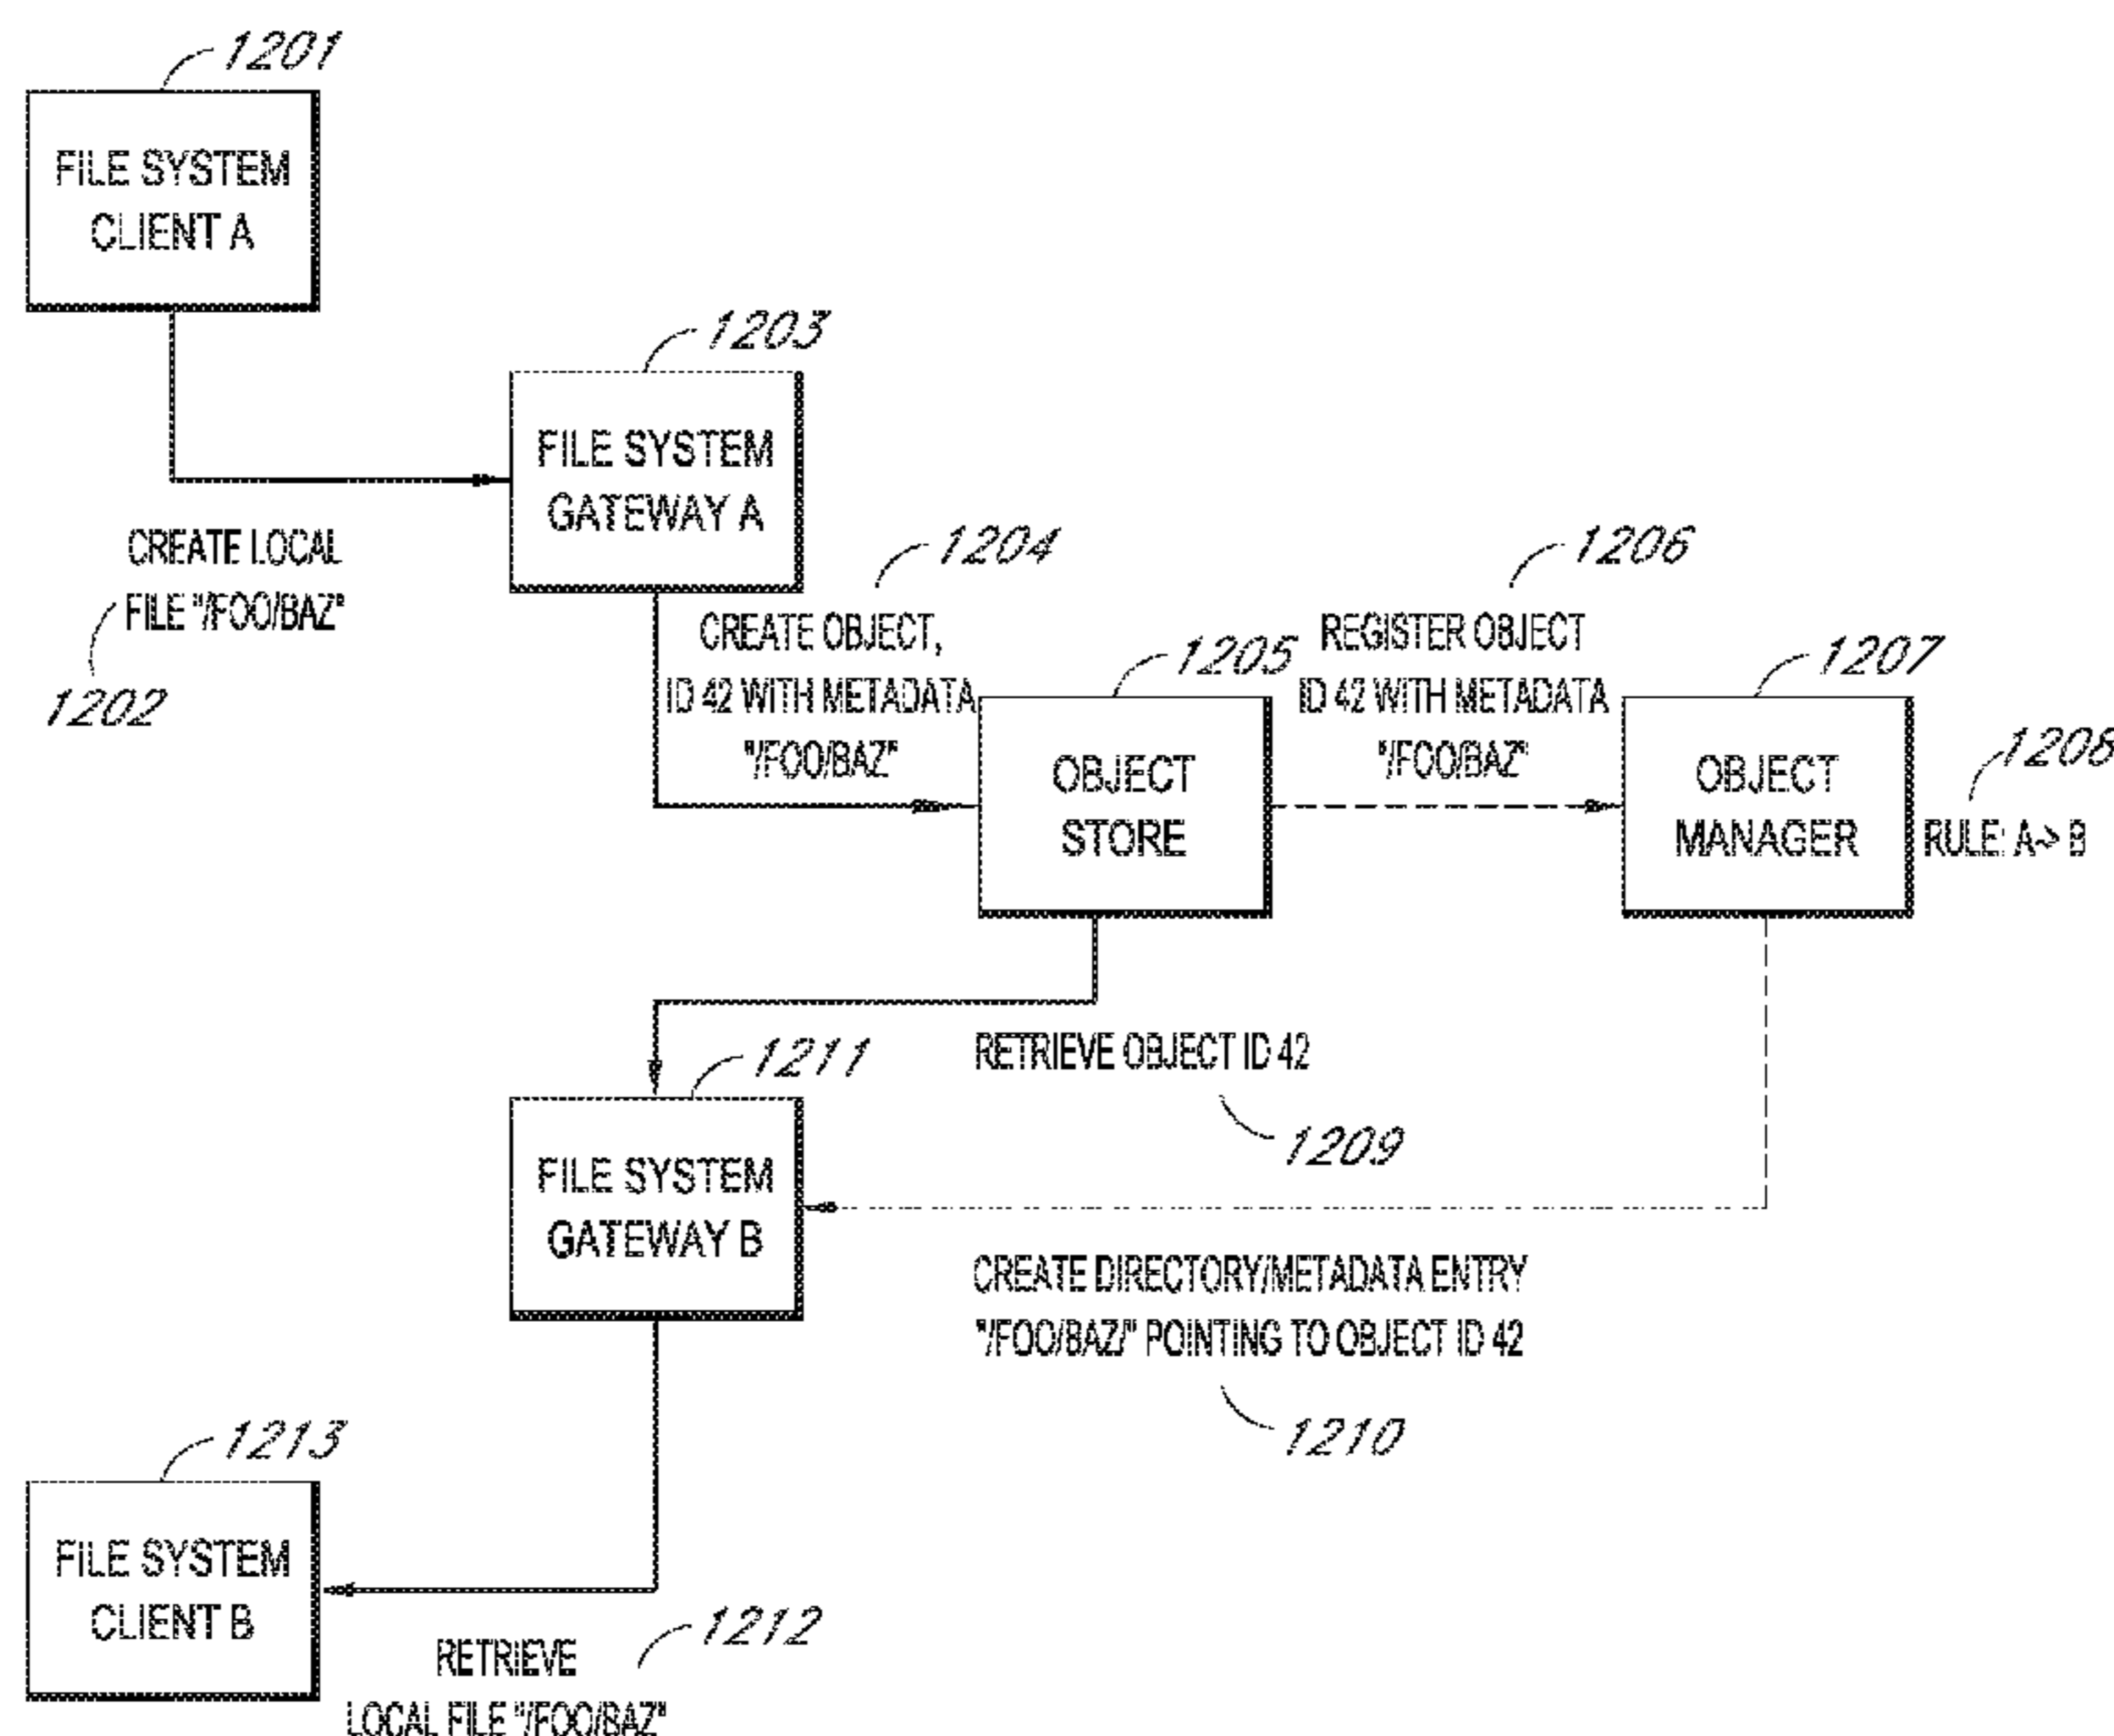 1201
FILE SYSTEM
CLIENT A
1203
FILE SYSTEM
GATEWAY A
CREATE LOCAL
FILE "/FOO/BAZ"
1202
1204
CREATE OBJECT,
ID 42 WITH METADATA
"/FOO/BAZ"
1205
OBJECT
STORE
1206
REGISTER OBJECT
ID 42 WITH METADATA
"/FOO/BAZ"
1207
OBJECT
MANAGER
1208
RULE: A-> B
RETRIEVE OBJECT ID 42
1209
1211
FILE SYSTEM
GATEWAY B
CREATE DIRECTORY/METADATA ENTRY
"/FOO/BAZ/" POINTING TO OBJECT ID 42
1210
1213
FILE SYSTEM
CLIENT B
1212
RETRIEVE
LOCAL FILE "/FOO/BAZ"